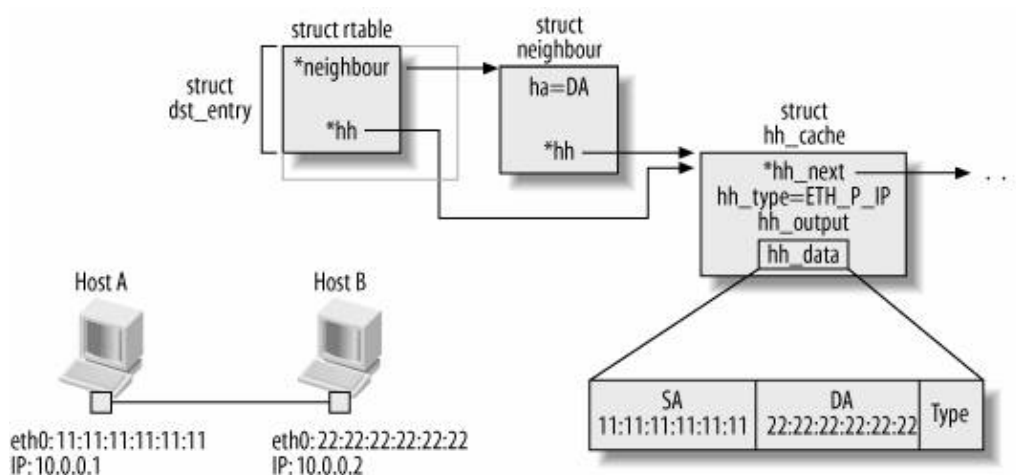 struct rtable
struct
neighbour
*neighbour
ha=DA
struct
dst_entry
*hh
*hh
struct
hh_cache
*hh_next
. .
hh_type=ETH_P_IP
hh_output
hh_data
Host A
Host B
SA
11:11:11:11:11:11
DA
22:22:22:22:22:22
Type
eth0: 11:11:11:11:11:11
IP: 10.0.0.1
eth0: 22:22:22:22:22:22
IP: 10.0.0.2